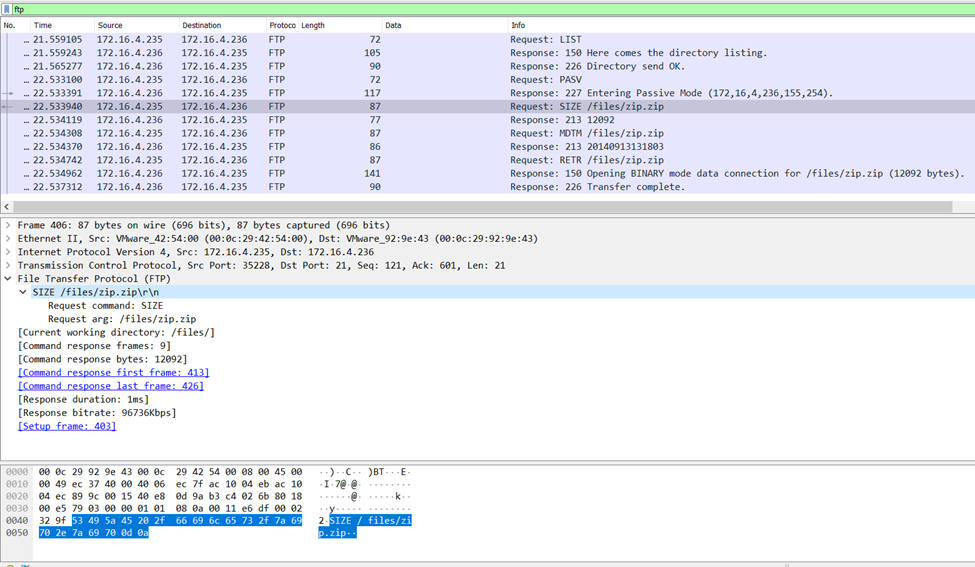 ftp
No. Time Source Destination Protoco Length Data Info
… 21.559105 172.16.4.235 172.16.4.236 FTP 72 Request: LIST
… 21.559243 172.16.4.236 172.16.4.235 FTP 105 Response: 150 Here comes the directory listing.
… 21.565277 172.16.4.236 172.16.4.235 FTP 90 Response: 226 Directory send OK.
… 22.533100 172.16.4.235 172.16.4.236 FTP 72 Request: PASV
… 22.533391 172.16.4.236 172.16.4.235 FTP 117 Response: 227 Entering Passive Mode (172,16,4,236,155,254).
… 22.533940 172.16.4.235 172.16.4.236 FTP 87 Request: SIZE /files/zip.zip
… 22.534119 172.16.4.236 172.16.4.235 FTP 77 Response: 213 12092
… 22.534308 172.16.4.235 172.16.4.236 FTP 87 Request: MDTM /files/zip.zip
… 22.534370 172.16.4.236 172.16.4.235 FTP 86 Response: 213 20140913131803
… 22.534742 172.16.4.235 172.16.4.236 FTP 87 Request: RETR /files/zip.zip
… 22.534962 172.16.4.236 172.16.4.235 FTP 141 Response: 150 Opening BINARY mode data connection for /files/zip.zip (12092 bytes).
… 22.537312 172.16.4.236 172.16.4.235 FTP 90 Response: 226 Transfer complete.
Frame 406: 87 bytes on wire (696 bits), 87 bytes captured (696 bits)
Ethernet II, Src: VMware_42:54:00 (00:0c:29:42:54:00), Dst: VMware_92:9e:43 (00:0c:29:92:9e:43)
Internet Protocol Version 4, Src: 172.16.4.235, Dst: 172.16.4.236
Transmission Control Protocol, Src Port: 35228, Dst Port: 21, Seq: 121, Ack: 601, Len: 21
File Transfer Protocol (FTP)
SIZE /files/zip.zip\r\n
Request command: SIZE
Request arg: /files/zip.zip
[Current working directory: /files/]
[Command response frames: 9]
[Command response bytes: 12092]
[Command response first frame: 413]
[Command response last frame: 426]
[Response duration: 1ms]
[Response bitrate: 96736Kbps]
[Setup frame: 403]
0000 00 0c 29 92 9e 43 00 0c 29 42 54 00 08 00 45 00 ··)··C·· )BT···E·
0010 00 49 ec 37 40 00 40 06 ec 7f ac 10 04 eb ac 10 ·I·7@·@· ········
0020 04 ec 89 9c 00 15 40 e8 0d 9a b3 c4 02 6b 80 18 ······@· ·····k··
0030 00 e5 79 03 00 00 01 01 08 0a 00 11 e6 df 00 02 ··y····· ········
0040 32 9f 53 49 5a 45 20 2f 66 69 6c 65 73 2f 7a 69 2·SIZE / files/zi
0050 70 2e 7a 69 70 0d 0a p.zip··